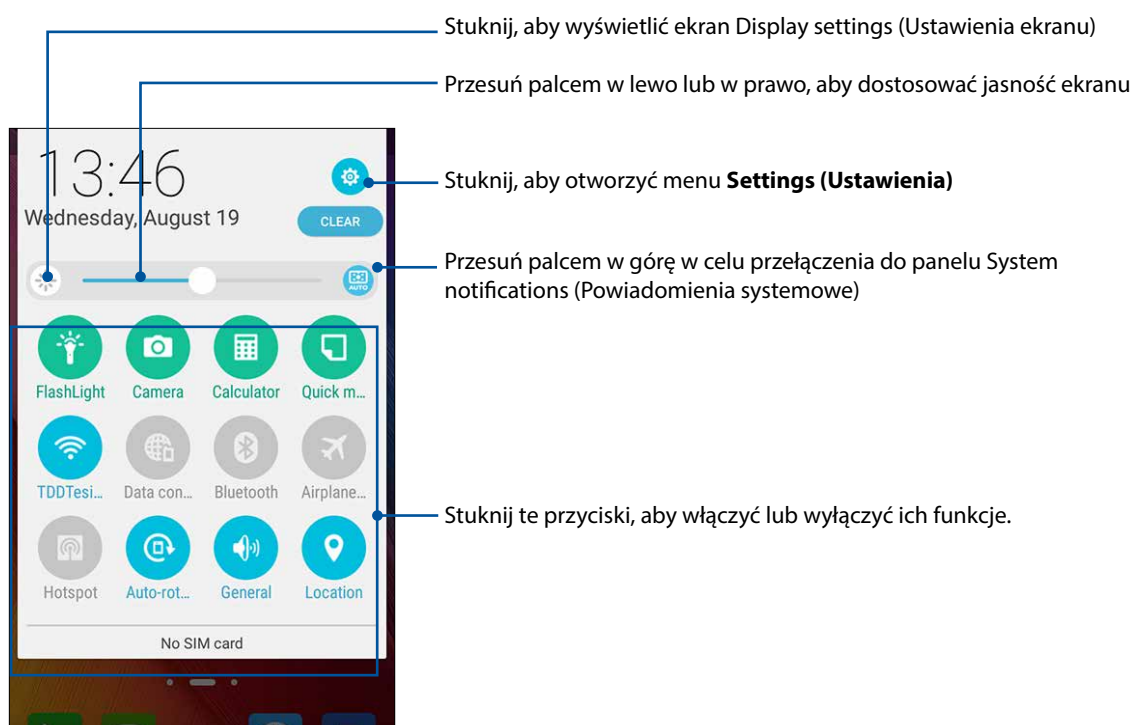 Stuknij, aby wyświetlić ekran Display settings (Ustawienia ekranu)
Przesuń palcem w lewo lub w prawo, aby dostosować jasność ekranu
13:46
Wednesday, August 19
CLEAR
Stuknij, aby otworzyć menu Settings (Ustawienia)
AUTO
Przesuń palcem w górę w celu przełączenia do panelu System
notifications (Powiadomienia systemowe)
FlashLight Camera Calculator Quick m...
TDDTesi... Data con... Bluetooth Airplane...
Stuknij te przyciski, aby włączyć lub wyłączyć ich funkcje.
Hotspot Auto-rot... General Location
No SIM card